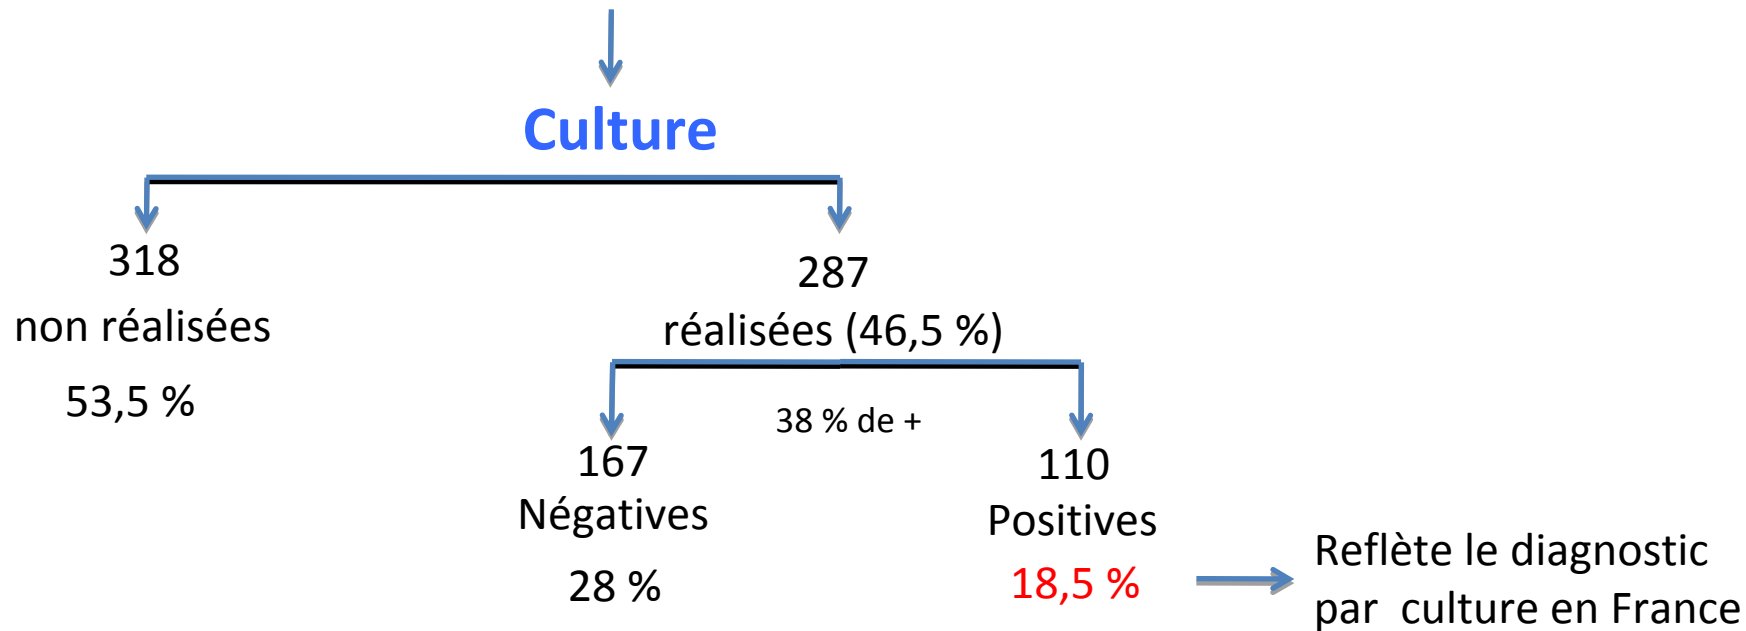 Culture
318
non réalisées
53,5 %
287
réalisées (46,5 %)
38 % de +
167
Négatives
28 %
110
Positives
18,5 %
Reflète le diagnostic
par culture en France